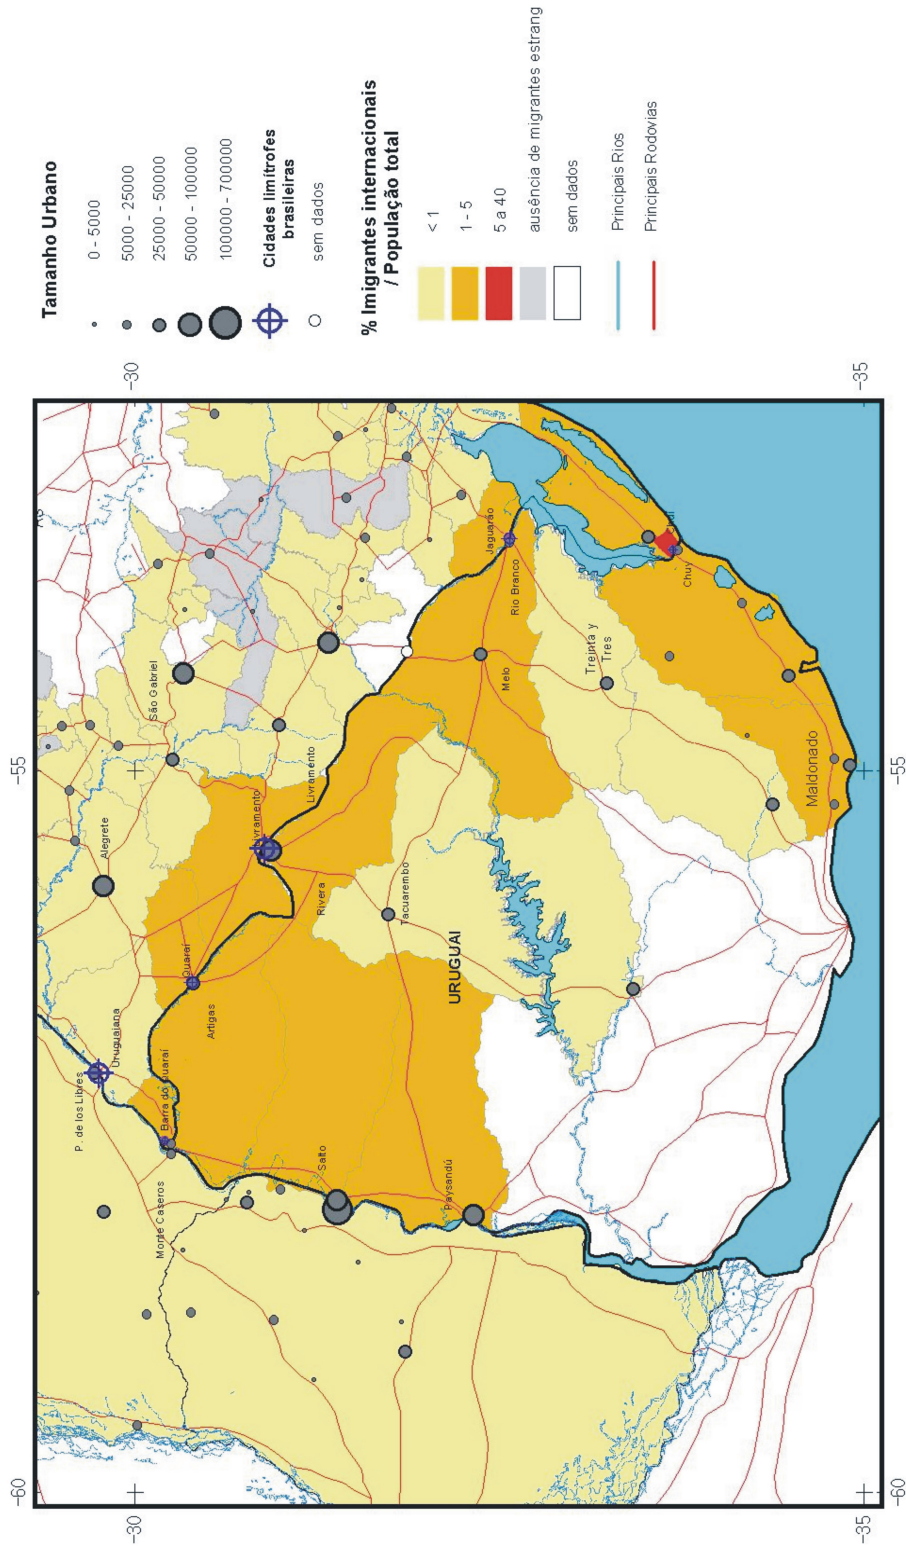 Tamanho Urbano
0 - 5000
5000 - 25000
25000 - 50000
50000 - 100000
100000 - 700000
Cidades limítrofes
brasileiras
sem dados
% Imigrantes internacionais
/ População total
< 1
1 - 5
5 a 40
ausência de migrantes estrang
sem dados
Principais Rios
Principais Rodovias
-60
-55
-30
-30
-35
-35
-60
-55
P. de los Libres
Uruguaiana
Alegrete
São Gabriel
Barra do Quaraí
Quaraí
Monte Caseros
Artigas
Livramento
Livramento
Rivera
Salto
Tacuarembo
Paysandú
URUGUAI
Jaguarão
Rio Branco
Melo
Treinta y
Tres
Chuy
Maldonado